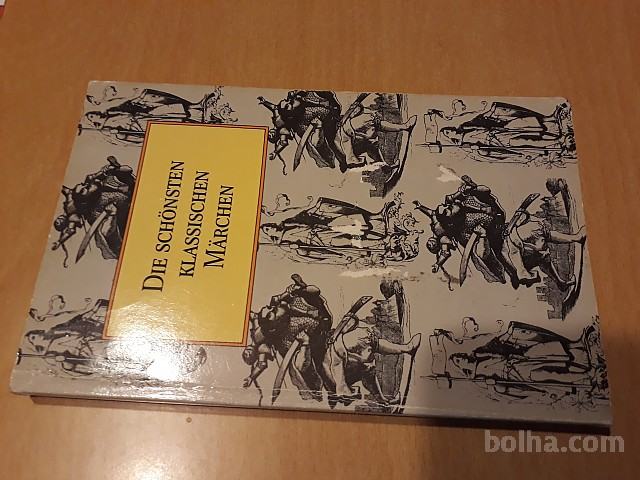 DIE SCHÖNSTEN
KLASSISCHEN
MÄRCHEN
bolha.com